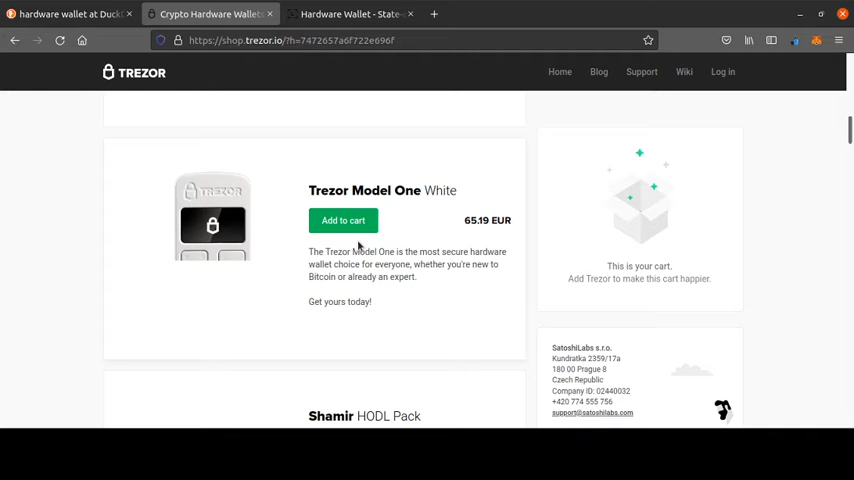 hardware wallet at DuckD
Crypto Hardware Wallets
Hardware Wallet - State-o
https://shop.trezor.io/?h=7472657a6f722e696f
TREZOR
Home
Blog
Support
Wiki
Log in
TREZOR
Trezor Model One White
Add to cart
65.19 EUR
The Trezor Model One is the most secure hardware
wallet choice for everyone, whether you're new to
Bitcoin or already an expert.
Get yours today!
This is your cart.
Add Trezor to make this cart happier.
SatoshiLabs s.r.o.
Kundratka 2359/17a
180 00 Prague 8
Czech Republic
Company ID: 02440032
+420 774 555 756
support@satoshilabs.com
Shamir HODL Pack